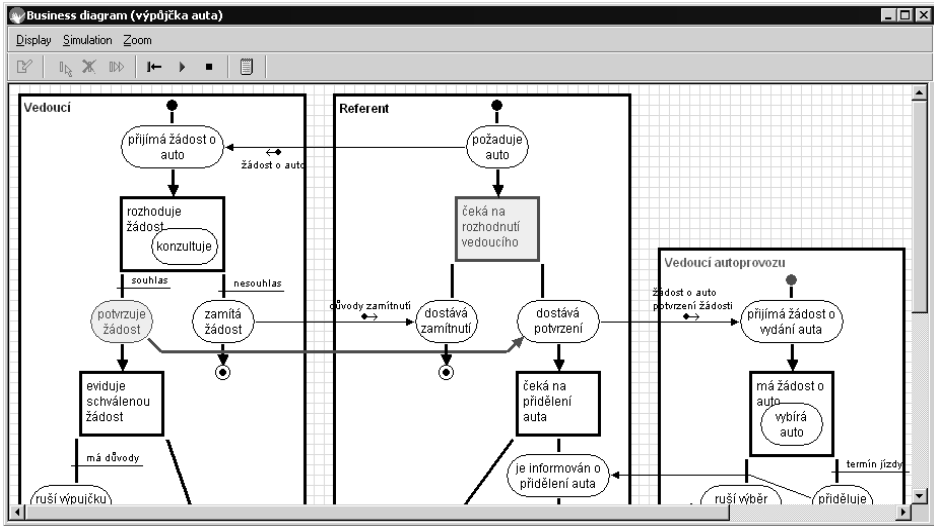 Business diagram (výpůjčka auta)
Display Simulation Zoom
Vedoucí
přijímá žádost o
auto
žádost o auto
rozhoduje
žádost
konzultuje
souhlas
nesouhlas
potvrzuje
žádost
zamítá
žádost
eviduje
schválenou
žádost
má důvody
ruší výpujčku
Referent
požaduje
auto
čeká na
rozhodnutí
vedoucího
důvody zamítnutí
dostává
zamítnutí
dostává
potvrzení
čeká na
přidělení
auta
je informován o
přidělení auta
Vedoucí autoprovozu
žádost o auto
potvrzení žádosti
přijímá žádost o
vydání auta
má žádost o
auto
vybírá
auto
termín jízdy
ruší výběr
přiděluje